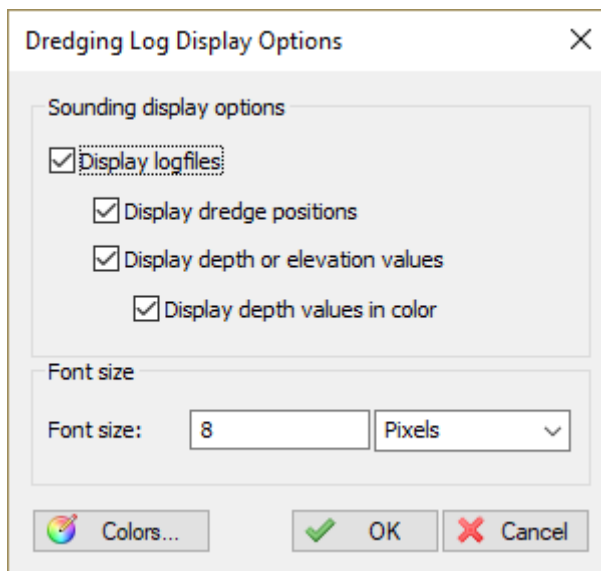 Dredging Log Display Options
Sounding display options
Display logfiles
Display dredge positions
Display depth or elevation values
Display depth values in color
Font size
Font size: 8 Pixels
Colors... OK Cancel